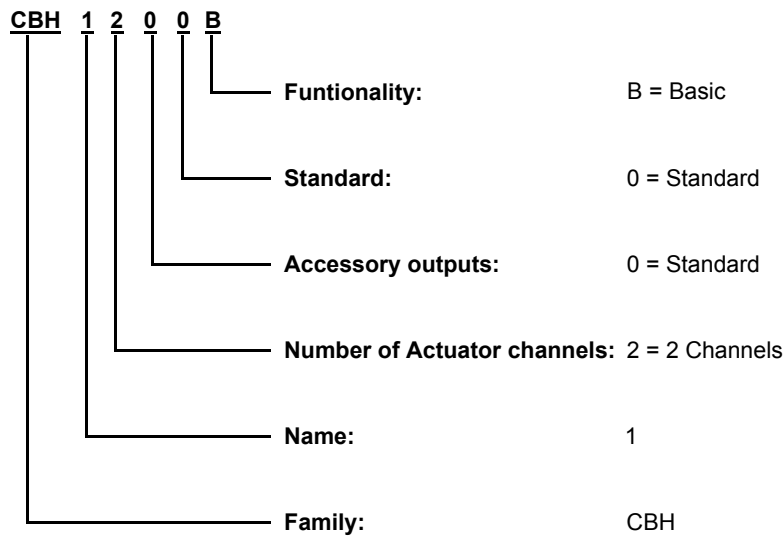 CBH 1 2 0 0 B
Funtionality: B = Basic
Standard: 0 = Standard
Accessory outputs: 0 = Standard
Number of Actuator channels: 2 = 2 Channels
Name: 1
Family: CBH